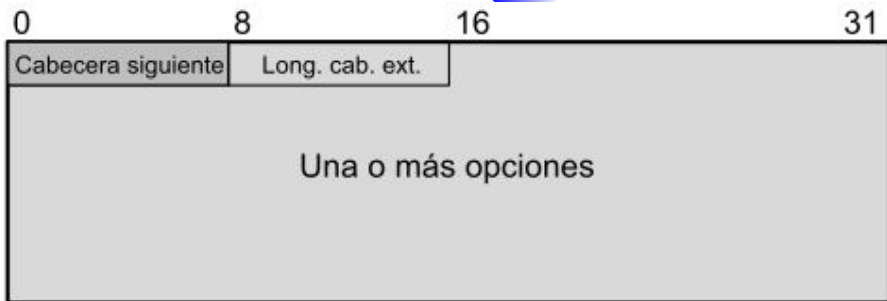 0 8 16 31
Cabecera siguiente Long. cab. ext.
Una o más opciones